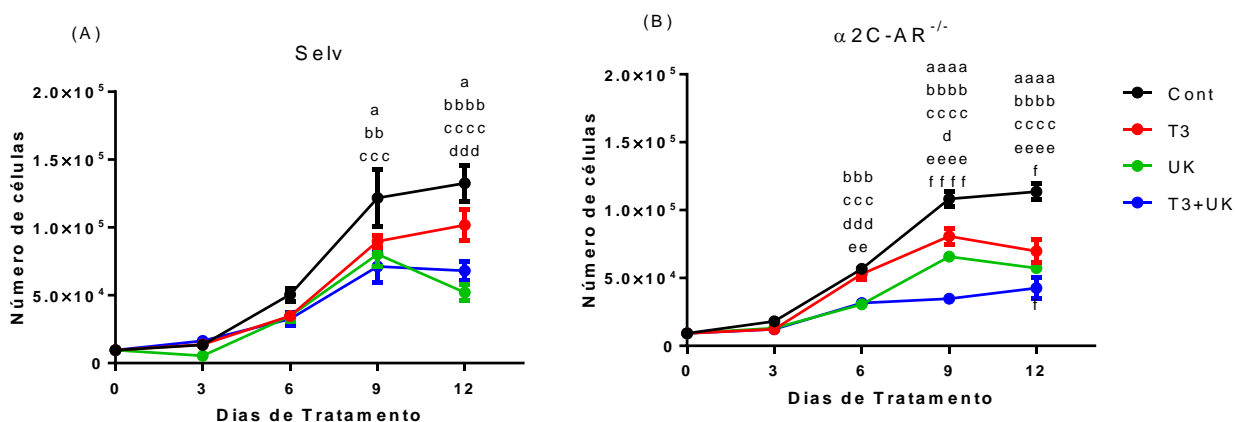 (A)
Selv
Número de células
2.0×10⁵
1.5×10⁵
1.0×10⁵
5.0×10⁴
0
a
bb
ccc
a
bbbb
cccc
ddd
0 3 6 9 12
Dias de Tratamento
(B)
α2C-AR⁻/⁻
Número de células
2.0×10⁵
1.5×10⁵
1.0×10⁵
5.0×10⁴
0
bbb
ccc
ddd
ee
aaaa
bbbb
cccc
d
eeee
ffff
aaaa
bbbb
cccc
eeee
f
f
0 3 6 9 12
Dias de Tratamento
Cont
T3
UK
T3+UK